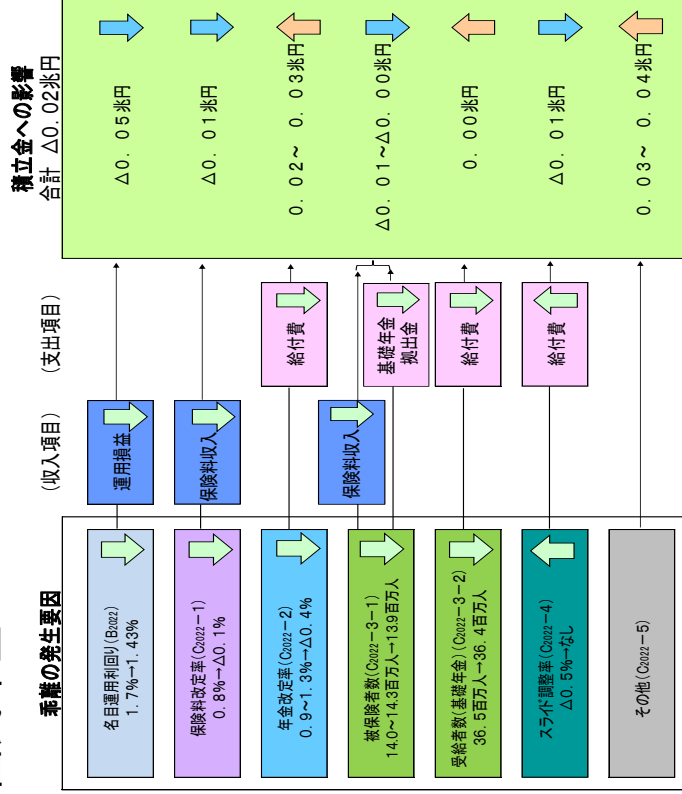 乖離の発生要因
(収入項目)
(支出項目)
積立金への影響
合計 △0.02兆円
名目運用利回り(B2022)
1.7%→1.43%
運用損益
△0.05兆円
保険料改定率(C2022-1)
0.8%→△0.1%
保険料収入
△0.01兆円
年金改定率(C2022-2)
0.9~1.3%→△0.4%
給付費
0.02~ 0.03兆円
被保険者数(C2022-3-1)
14.0~14.3百万人→13.9百万人
保険料収入
基礎年金
拠出金
△0.01~△0.00兆円
受給者数(基礎年金)(C2022-3-2)
36.5百万人→36.4百万人
給付費
0.00兆円
スライド調整率(C2022-4)
△0.5%→なし
給付費
△0.01兆円
その他(C2022-5)
0.03~ 0.04兆円